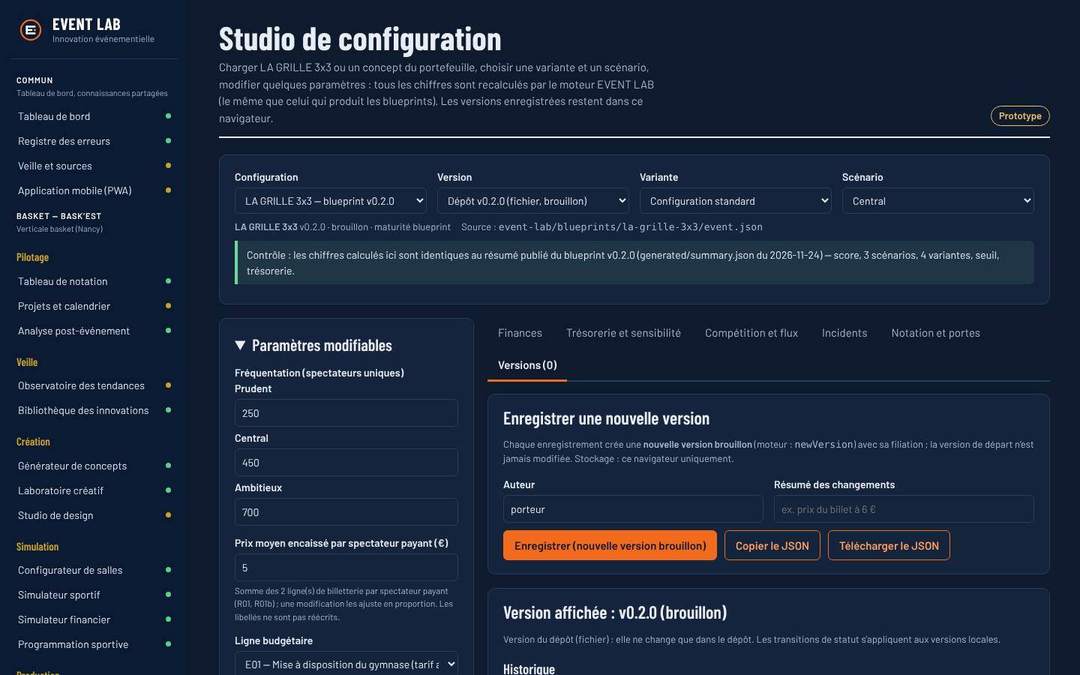 EVENT LAB
Innovation événementielle
COMMUN
Tableau de bord, connaissances partagées
Tableau de bord
Registre des erreurs
Veille et sources
Application mobile (PWA)
BASKET — BASK'EST
Verticale basket (Nancy)
Pilotage
Tableau de notation
Projets et calendrier
Analyse post-événement
Veille
Observatoire des tendances
Bibliothèque des innovations
Création
Générateur de concepts
Laboratoire créatif
Studio de design
Simulation
Configurateur de salles
Simulateur sportif
Simulateur financier
Programmation sportive
Production
Studio de configuration
Charger LA GRILLE 3x3 ou un concept du portefeuille, choisir une variante et un scénario,
modifier quelques paramètres : tous les chiffres sont recalculés par le moteur EVENT LAB
(le même que celui qui produit les blueprints). Les versions enregistrées restent dans ce
navigateur.
Prototype
Configuration
Version
Variante
Scénario
LA GRILLE 3x3 — blueprint v0.2.0
Dépôt v0.2.0 (fichier, brouillon)
Configuration standard
Central
LA GRILLE 3x3 v0.2.0 · brouillon · maturité blueprint Source : event-lab/blueprints/la-grille-3x3/event.json
Contrôle : les chiffres calculés ici sont identiques au résumé publié du blueprint v0.2.0 (generated/summary.json du 2026-11-24) — score, 3 scénarios, 4 variantes, seuil,
trésorerie.
▼ Paramètres modifiables
Fréquentation (spectateurs uniques)
Prudent
250
Central
450
Ambitieux
700
Prix moyen encaissé par spectateur payant (€)
5
Somme des 2 ligne(s) de billetterie par spectateur payant
(R01, R01b) ; une modification les ajuste en proportion. Les
libellés ne sont pas réécrits.
Ligne budgétaire
E01 — Mise à disposition du gymnase (tarif a
Finances
Trésorerie et sensibilité
Compétition et flux
Incidents
Notation et portes
Versions (0)
Enregistrer une nouvelle version
Chaque enregistrement crée une nouvelle version brouillon (moteur : newVersion) avec sa filiation ; la version de départ n'est
jamais modifiée. Stockage : ce navigateur uniquement.
Auteur
Résumé des changements
porteur
ex. prix du billet à 6 €
Enregistrer (nouvelle version brouillon)
Copier le JSON
Télécharger le JSON
Version affichée : v0.2.0 (brouillon)
Version du dépôt (fichier) : elle ne change que dans le dépôt. Les transitions de statut s'appliquent aux versions locales.
Historique